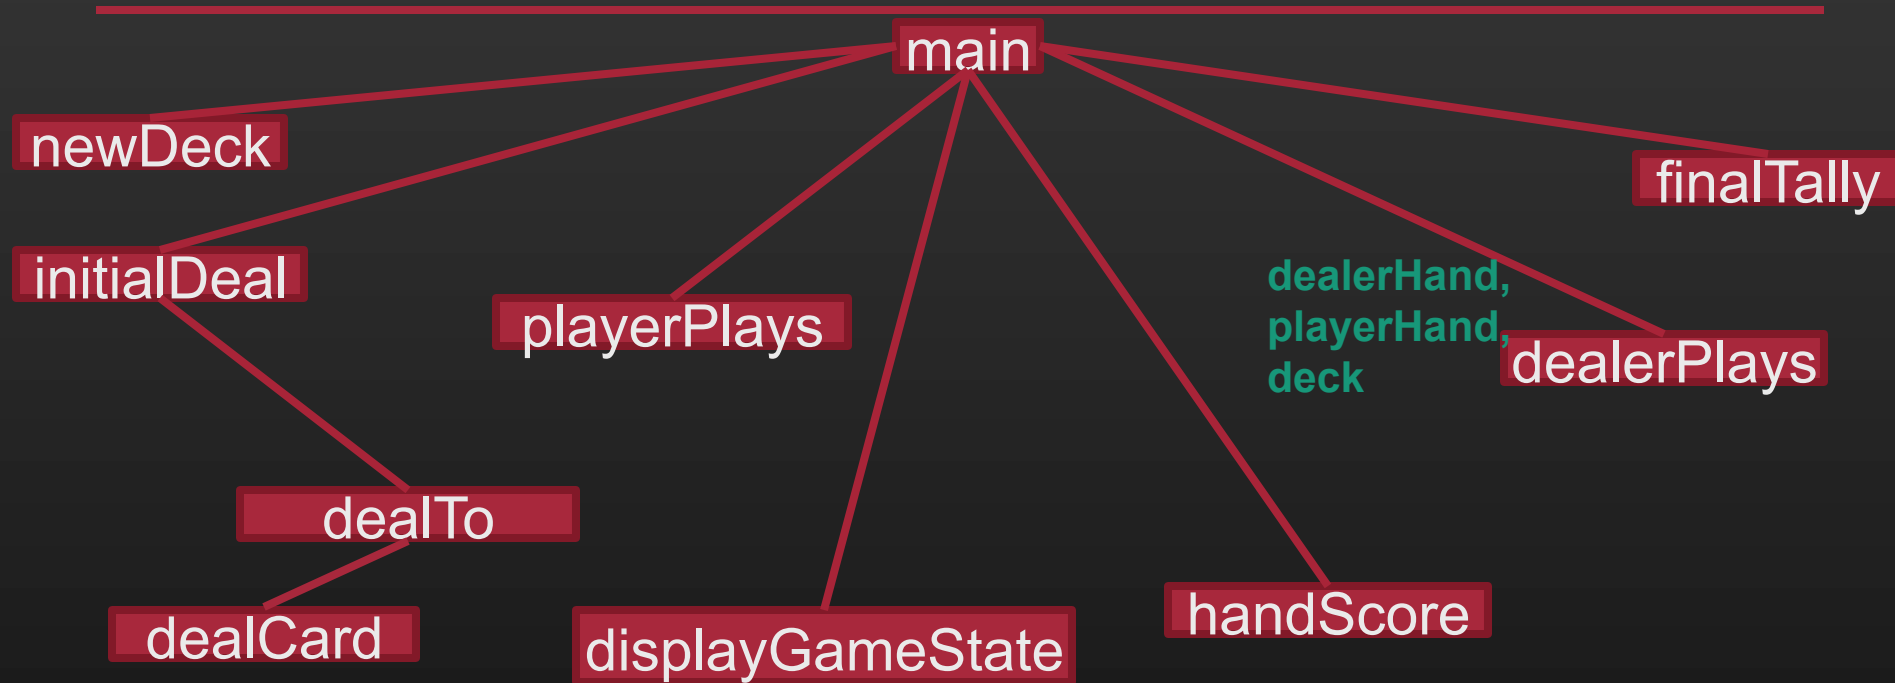 main
newDeck
finalTally
initialDeal
dealerHand,
playerHand,
deck
playerPlays
dealerPlays
dealTo
dealCard
displayGameState
handScore